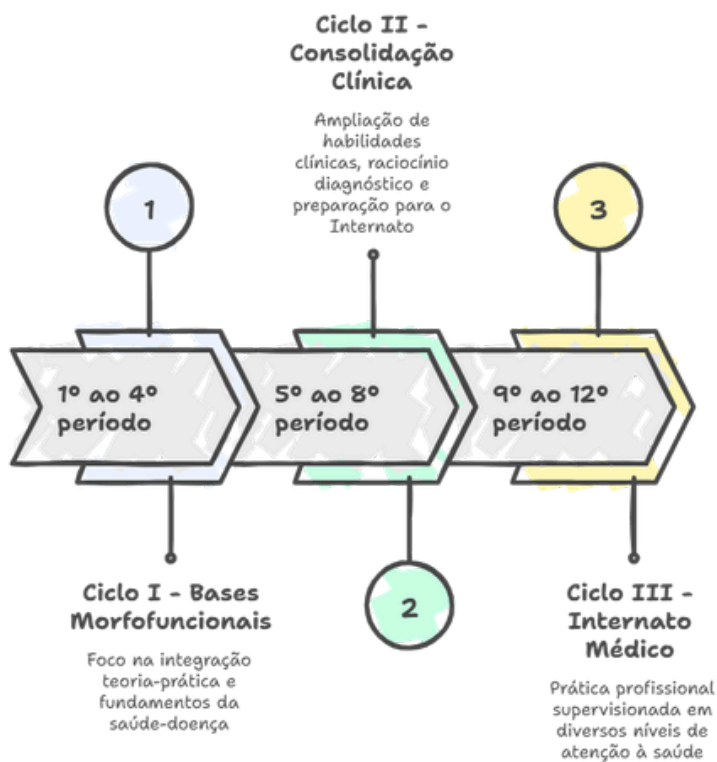 Ciclo II -
Consolidação
Clínica
Ampliação de
habilidades
clínicas, raciocínio
diagnóstico e
preparação para o
Internato
1
3
1º ao 4º
período
5º ao 8º
período
9º ao 12º
período
Ciclo I - Bases
Morfofuncionais
Foco na integração
teoria-prática e
fundamentos da
saúde-doença
2
Ciclo III -
Internato
Médico
Prática profissional
supervisionada em
diversos níveis de
atenção à saúde